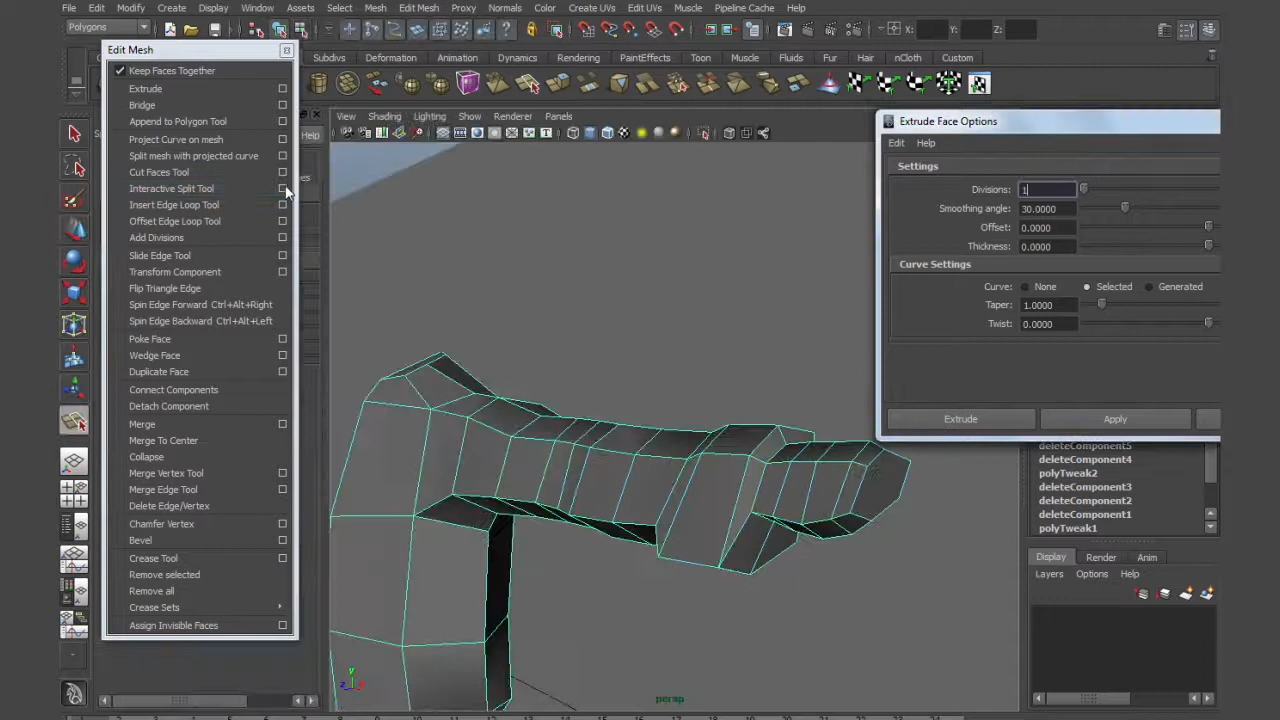 File Edit Modify Create Display Window Assets Select Mesh Edit Mesh Proxy Normals Color Create UVs Edit UVs Muscle Pipeline Cache Help
Polygons
X: Y: Z:
Edit Mesh
Subdivs Deformation Animation Dynamics Rendering PaintEffects Toon Muscle Fluids Fur Hair nCloth Custom
Keep Faces Together
Extrude
Bridge
Append to Polygon Tool
Project Curve on mesh
Split mesh with projected curve
Cut Faces Tool
Interactive Split Tool
Insert Edge Loop Tool
Offset Edge Loop Tool
Add Divisions
Slide Edge Tool
Transform Component
Flip Triangle Edge
Spin Edge Forward Ctrl+Alt+Right
Spin Edge Backward Ctrl+Alt+Left
Poke Face
Wedge Face
Duplicate Face
Connect Components
Detach Component
Merge
Merge To Center
Collapse
Merge Vertex Tool
Merge Edge Tool
Delete Edge/Vertex
Chamfer Vertex
Bevel
Crease Tool
Remove selected
Remove all
Crease Sets
Assign Invisible Faces
Help
View Shading Lighting Show Renderer Panels
persp
Extrude Face Options
Edit Help
Settings
Divisions: 1
Smoothing angle: 30.0000
Offset: 0.0000
Thickness: 0.0000
Curve Settings
Curve: None Selected Generated
Taper: 1.0000
Twist: 0.0000
Extrude Apply
deleteComponent5
deleteComponent4
polyTweak2
deleteComponent3
deleteComponent2
deleteComponent1
polyTweak1
Display Render Anim
Layers Options Help